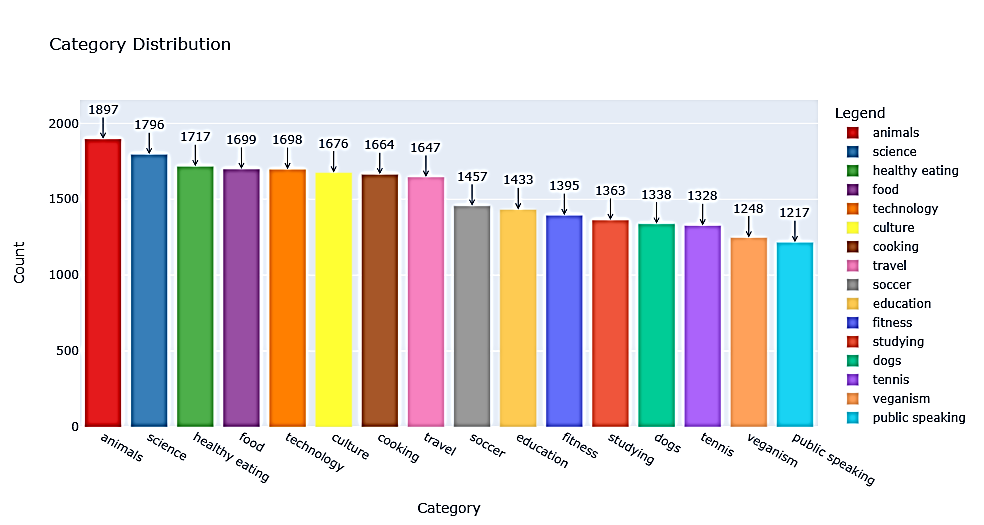 Category Distribution
1897
1796
1717
1699
1698
1676
1664
1647
1457
1433
1395
1363
1338
1328
1248
1217
2000
1500
1000
500
0
Count
animals
science
healthy eating
food
technology
culture
cooking
travel
soccer
education
fitness
studying
dogs
tennis
veganism
public speaking
Category
Legend
animals
science
healthy eating
food
technology
culture
cooking
travel
soccer
education
fitness
studying
dogs
tennis
veganism
public speaking